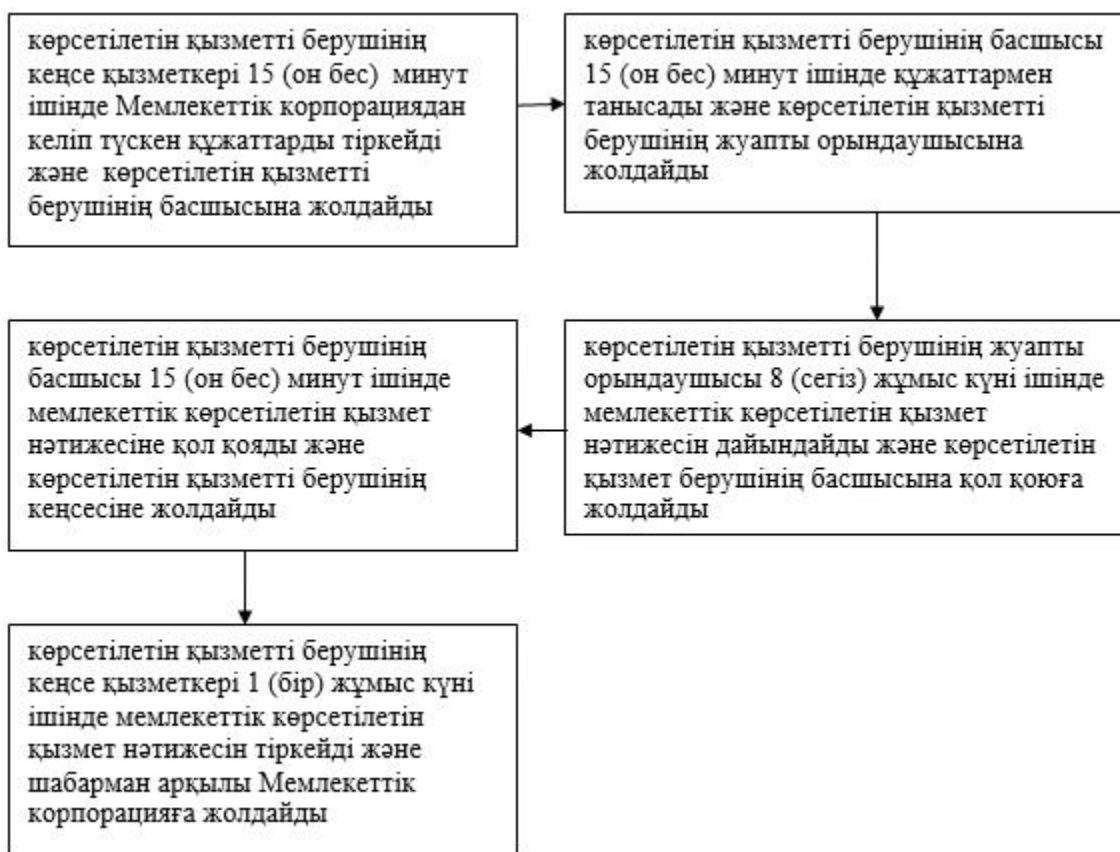 көрсетілетін қызметті берушінің
кеңсе қызметкері 15 (он бес) минут
ішінде Мемлекеттік корпорациядан
келіп түскен құжаттарды тіркейді
және көрсетілетін қызметті
берушінің басшысына жолдайды
көрсетілетін қызметті берушінің басшысы
15 (он бес) минут ішінде құжаттармен
танысады және көрсетілетін қызметті
берушінің жуапты орындаушысына
жолдайды
көрсетілетін қызметті берушінің жуапты
орындаушысы 8 (сегіз) жұмыс күні ішінде
мемлекеттік көрсетілетін қызмет
нәтижесін дайындайды және көрсетілетін
қызмет берушінің басшысына қол қоюға
жолдайды
көрсетілетін қызметті берушінің
басшысы 15 (он бес) минут ішінде
мемлекеттік көрсетілетін қызмет
нәтижесіне қол қояды және
көрсетілетін қызметті берушінің
кеңсесіне жолдайды
көрсетілетін қызметті берушінің
кеңсе қызметкері 1 (бір) жұмыс күні
ішінде мемлекеттік көрсетілетін
қызмет нәтижесін тіркейді және
шабарман арқылы Мемлекеттік
корпорацияға жолдайды